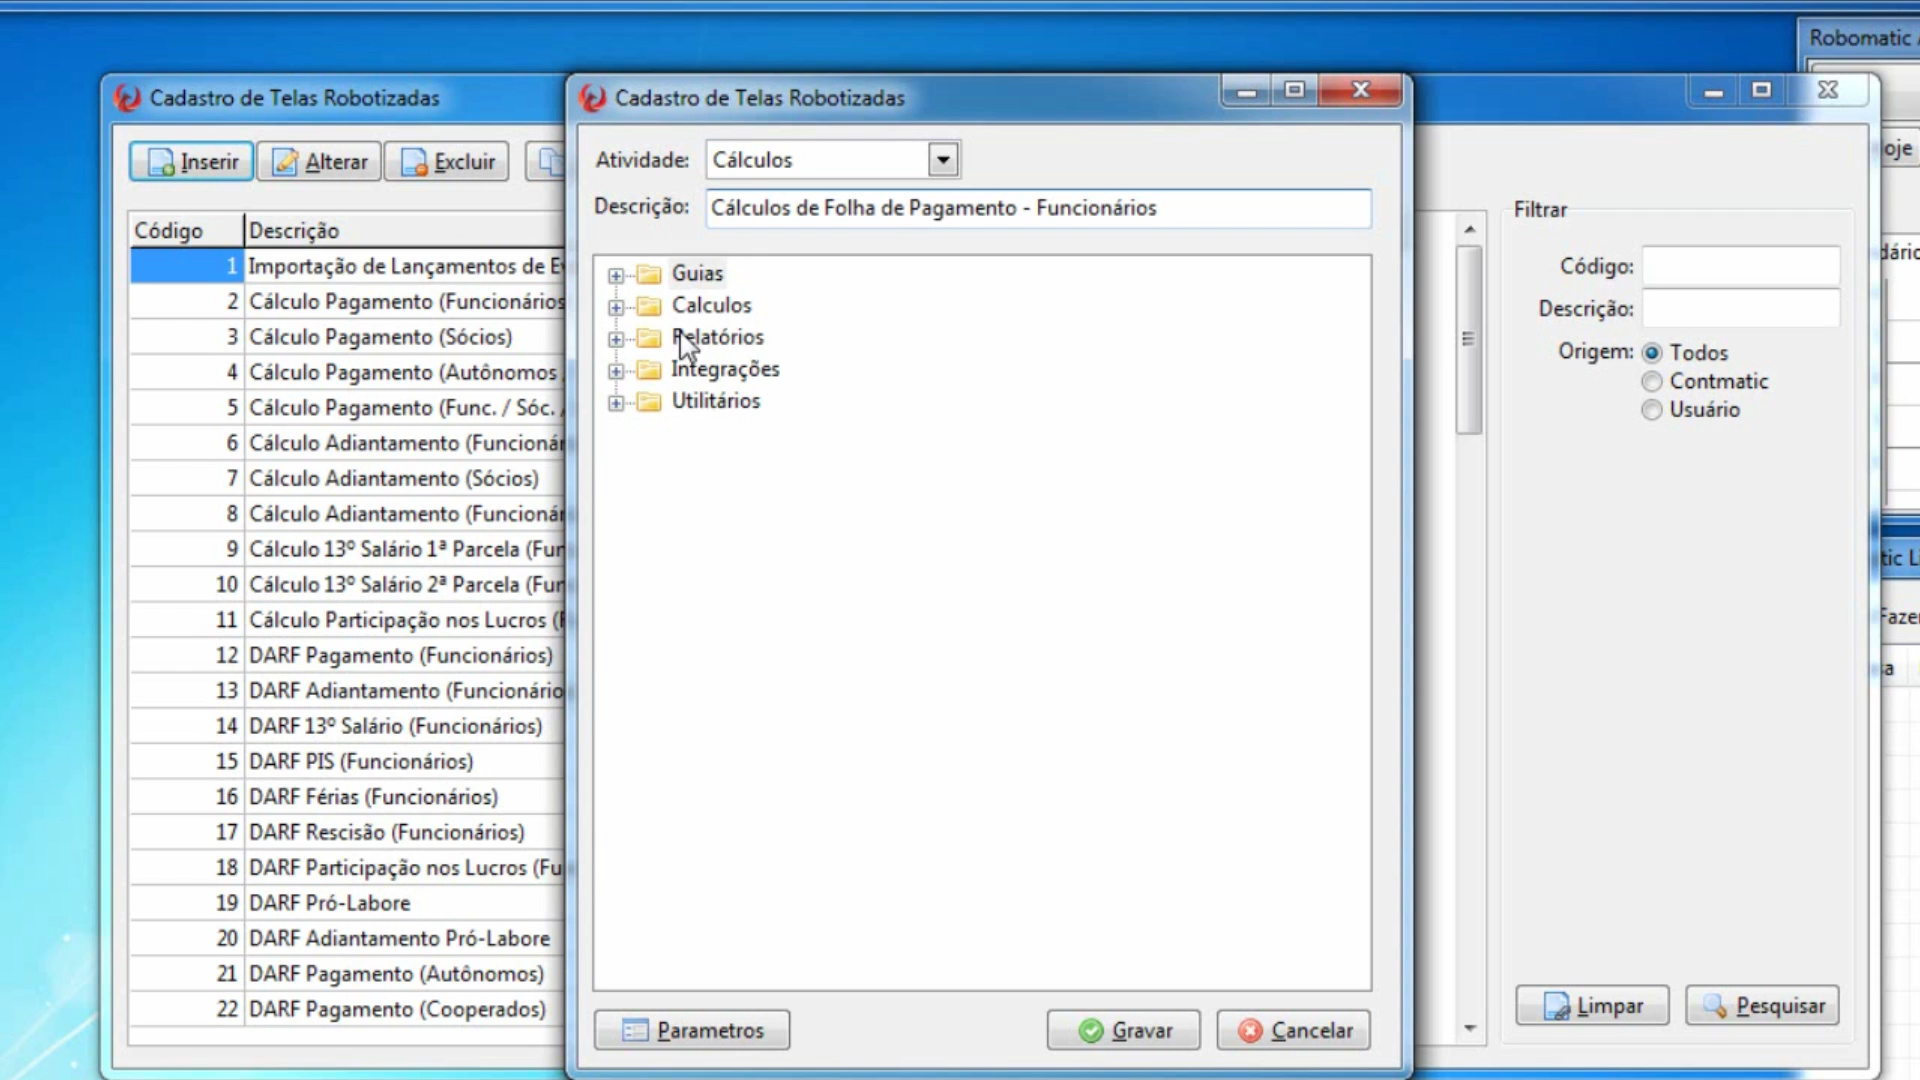 Robomatic
Cadastro de Telas Robotizadas
Inserir Alterar Excluir
Código Descrição
1 Importação de Lançamentos de
2 Cálculo Pagamento (Funcionários
3 Cálculo Pagamento (Sócios)
4 Cálculo Pagamento (Autônomos
5 Cálculo Pagamento (Func. / Sóc.
6 Cálculo Adiantamento (Funcionár
7 Cálculo Adiantamento (Sócios)
8 Cálculo Adiantamento (Funcionár
9 Cálculo 13º Salário 1ª Parcela (Fun
10 Cálculo 13º Salário 2ª Parcela (Fun
11 Cálculo Participação nos Lucros (
12 DARF Pagamento (Funcionários)
13 DARF Adiantamento (Funcionário
14 DARF 13º Salário (Funcionários)
15 DARF PIS (Funcionários)
16 DARF Férias (Funcionários)
17 DARF Rescisão (Funcionários)
18 DARF Participação nos Lucros (Fu
19 DARF Pró-Labore
20 DARF Adiantamento Pró-Labore
21 DARF Pagamento (Autônomos)
22 DARF Pagamento (Cooperados)
Cadastro de Telas Robotizadas
Atividade: Cálculos
Descrição: Cálculos de Folha de Pagamento - Funcionários
Guias
Calculos
Relatórios
Integrações
Utilitários
Parametros Gravar Cancelar
Filtrar
Código:
Descrição:
Origem: Todos
Contmatic
Usuário
Limpar Pesquisar
oje